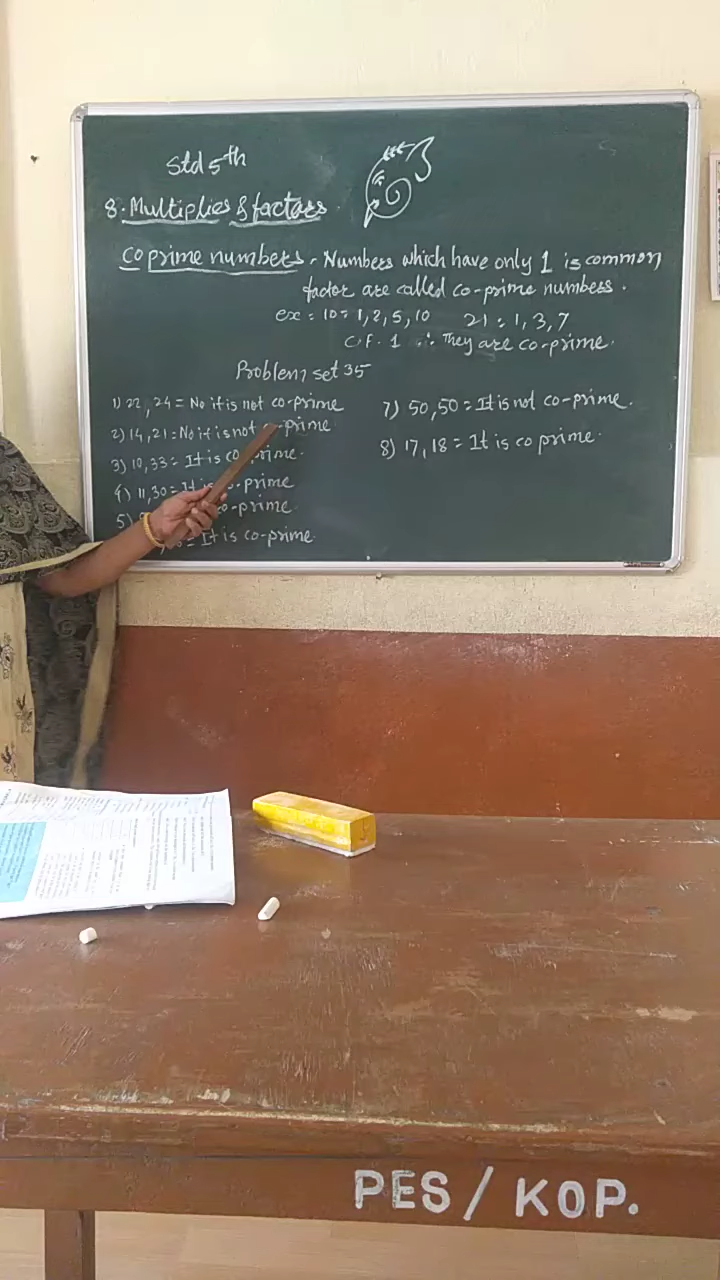 Std 5th
8. Multiplies & factors.
Co prime numbers - Numbers which have only 1 is common
factor are called co-prime numbers.
ex = 10 = 1, 2, 5, 10 21 = 1, 3, 7
C.F. 1 ∴ They are co-prime.
Problem set 35
1) 22, 24 = No it is not co-prime
2) 14, 21 = No it is not co-prime.
3) 10, 33 = It is co-prime.
4) 11, 30 = It is co-prime
5) co-prime.
= It is co-prime.
7) 50, 50 = It is not co-prime.
8) 17, 18 = It is co prime.
PES / KOP.